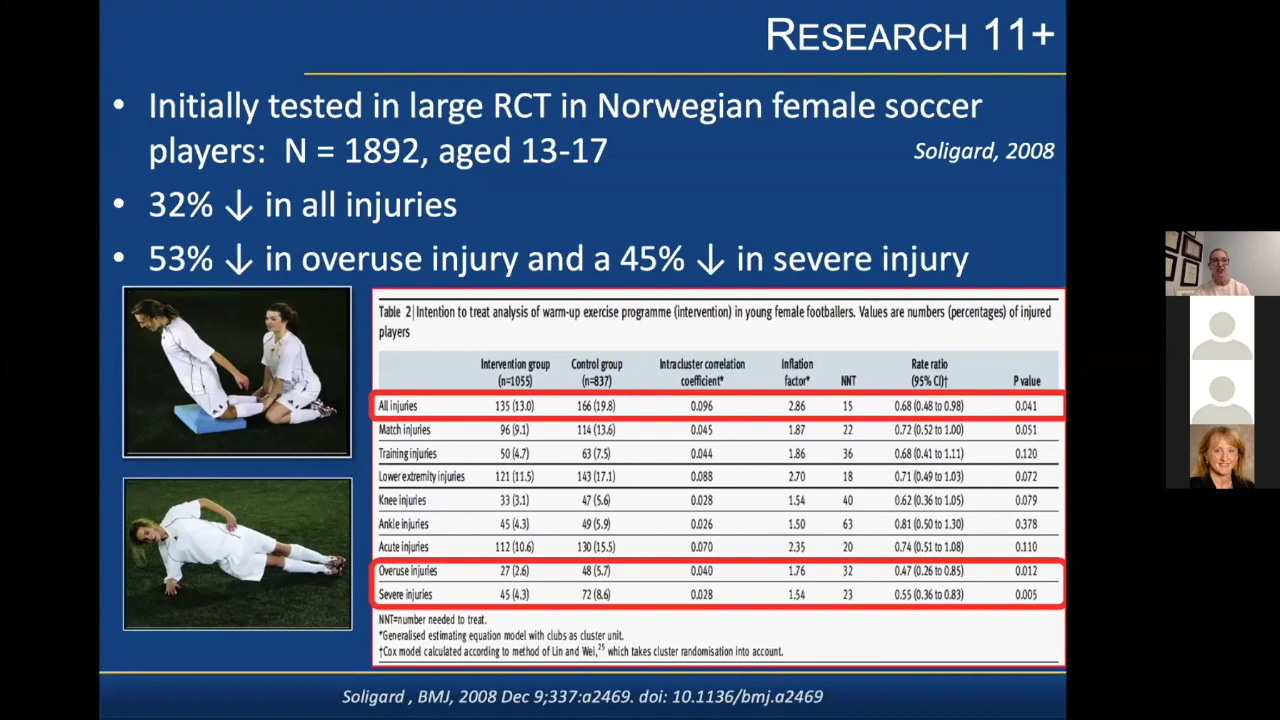 RESEARCH 11+
• Initially tested in large RCT in Norwegian female soccer
players: N = 1892, aged 13-17
Soligard, 2008
• 32% ↓ in all injuries
• 53% ↓ in overuse injury and a 45% ↓ in severe injury
Table 2| Intention to treat analysis of warm-up exercise programme (intervention) in young female footballers. Values are numbers (percentages) of injured
players
Intervention group Control group Intracluster correlation Inflation Rate ratio
(n=1055) (n=837) coefficient* factor* NNT (95% CI)† P value
All injuries 135 (13.0) 166 (19.8) 0.096 2.86 15 0.68 (0.48 to 0.98) 0.041
Match injuries 96 (9.1) 114 (13.6) 0.045 1.87 22 0.72 (0.52 to 1.00) 0.051
Training injuries 50 (4.7) 63 (7.5) 0.044 1.86 36 0.68 (0.41 to 1.11) 0.120
Lower extremity injuries 121 (11.5) 143 (17.1) 0.088 2.70 18 0.71 (0.49 to 1.03) 0.072
Knee injuries 33 (3.1) 47 (5.6) 0.028 1.54 40 0.62 (0.36 to 1.05) 0.079
Ankle injuries 45 (4.3) 49 (5.9) 0.026 1.50 63 0.81 (0.50 to 1.30) 0.378
Acute injuries 112 (10.6) 130 (15.5) 0.070 2.35 20 0.74 (0.51 to 1.08) 0.110
Overuse injuries 27 (2.6) 48 (5.7) 0.040 1.76 32 0.47 (0.26 to 0.85) 0.012
Severe injuries 45 (4.3) 72 (8.6) 0.028 1.54 23 0.55 (0.36 to 0.83) 0.005
NNT=number needed to treat.
*Generalised estimating equation model with clubs as cluster unit.
†Cox model calculated according to method of Lin and Wei,25 which takes cluster randomisation into account.
Soligard , BMJ, 2008 Dec 9;337:a2469. doi: 10.1136/bmj.a2469